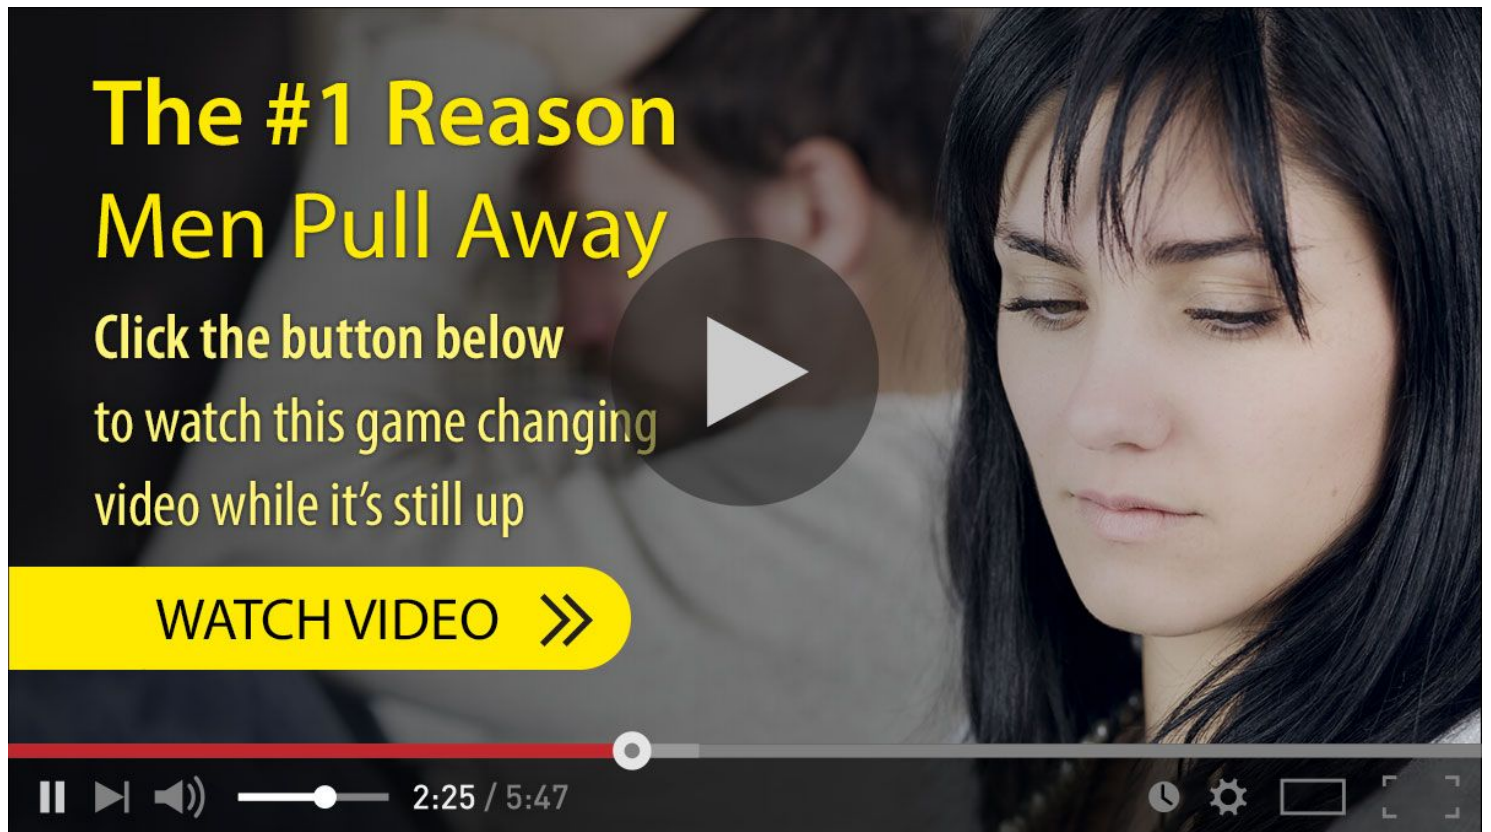 The #1 Reason
Men Pull Away
Click the button below
to watch this game changing
video while it’s still up
WATCH VIDEO
2:25 / 5:47